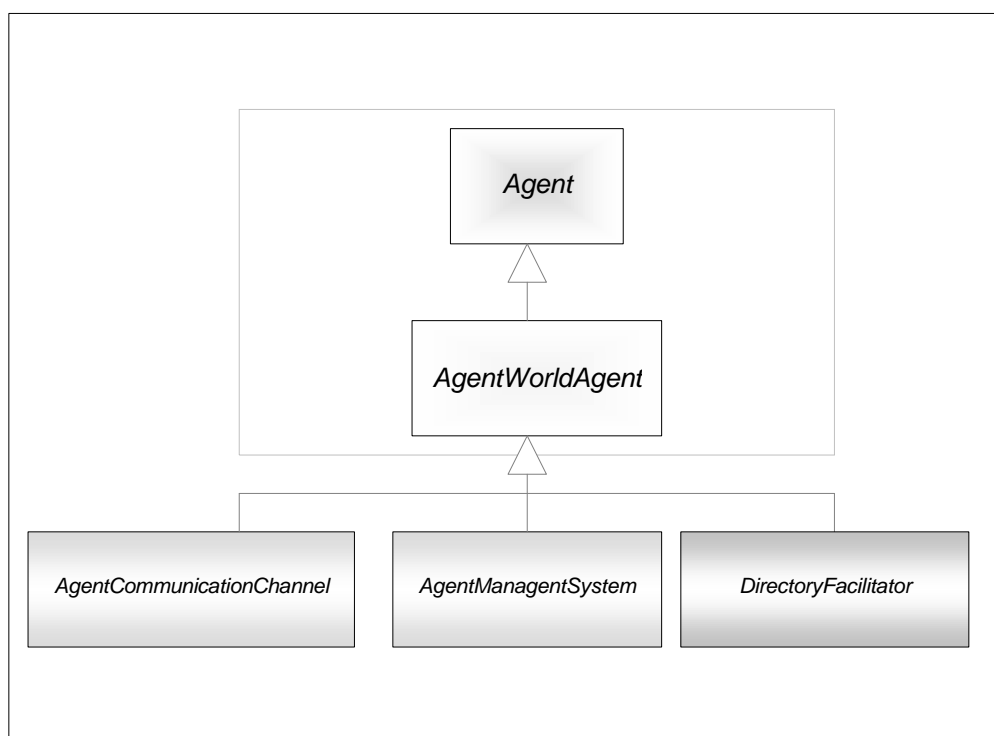 Agent
AgentWorldAgent
AgentCommunicationChannel
AgentManagentSystem
DirectoryFacilitator